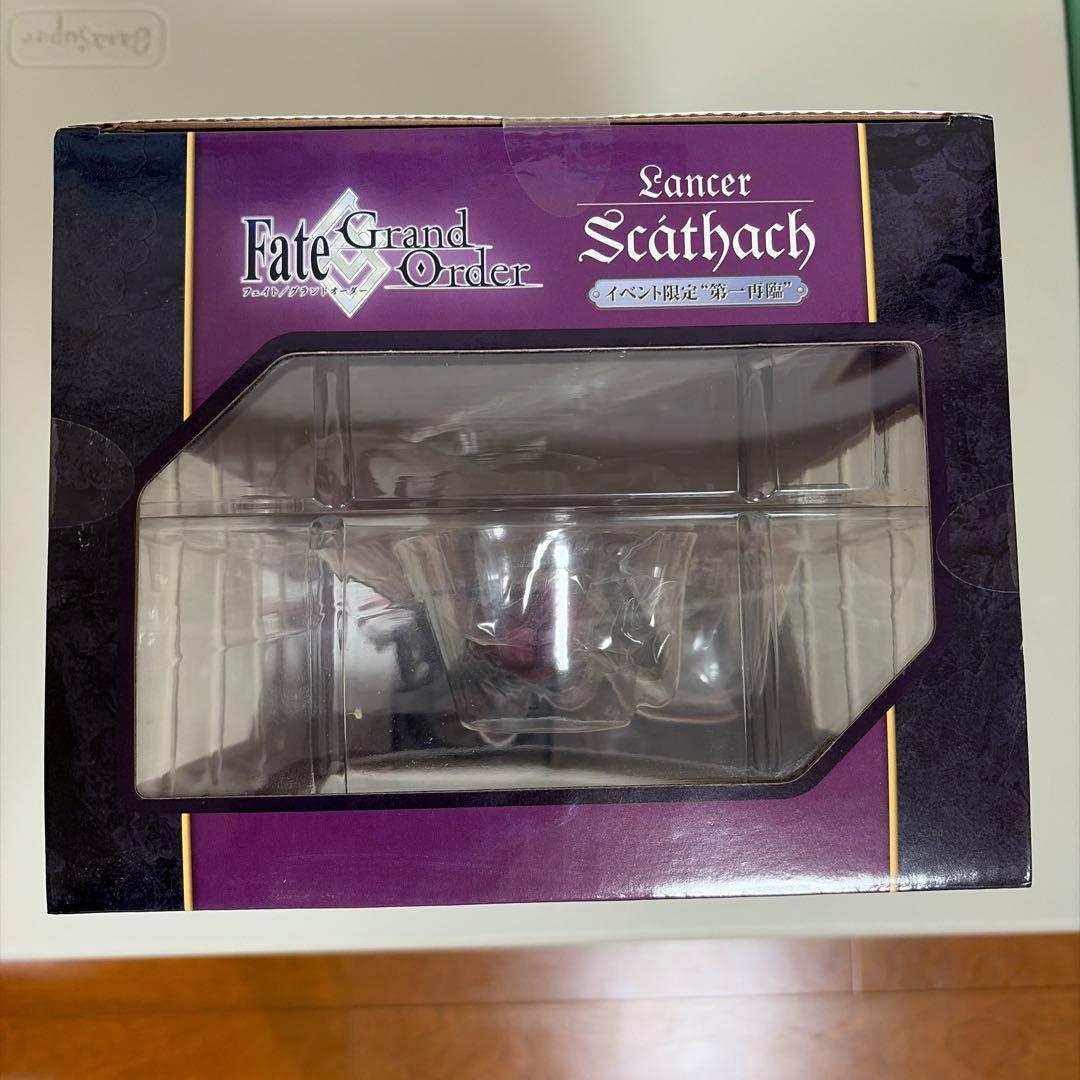 Fate
Grand
Order
フェイト/グランドオーダー
Lancer
Scáthach
イベント限定“第一再臨”